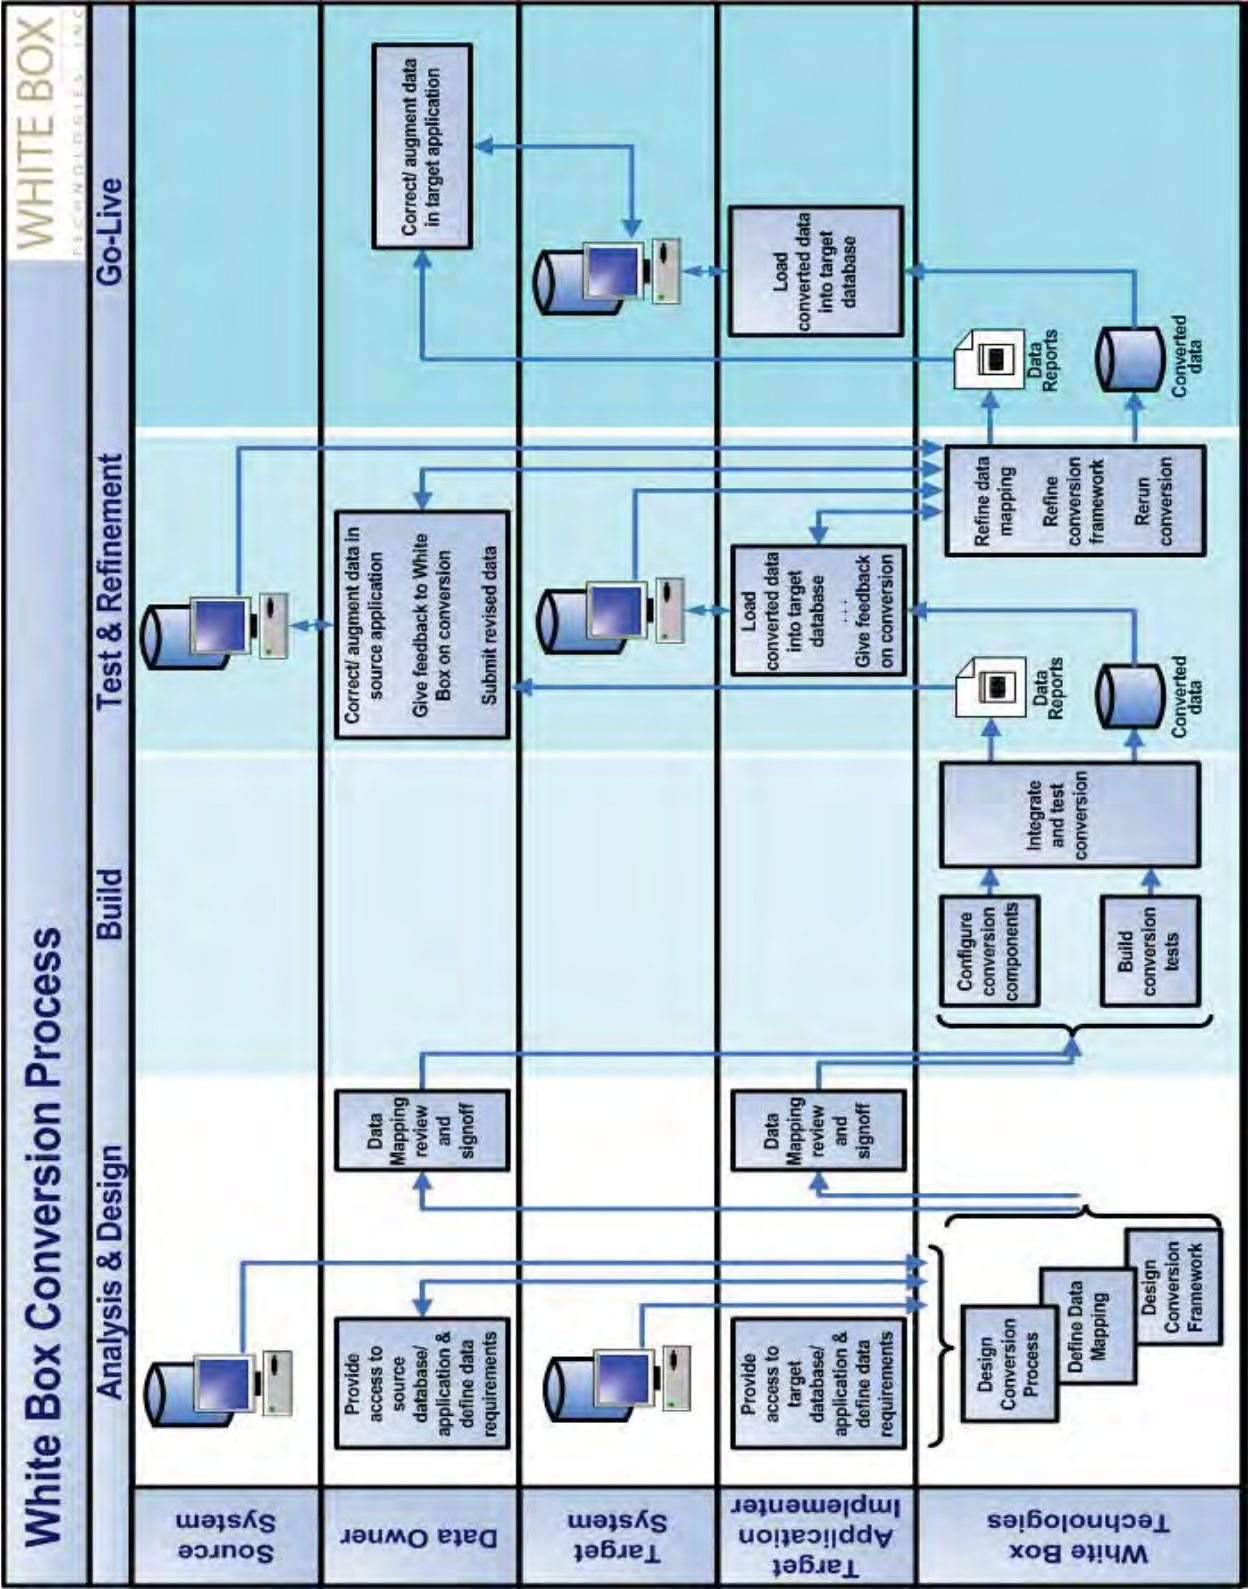 White Box Conversion Process
WHITE BOX
TECHNOLOGIES INC
Analysis & Design
Build
Test & Refinement
Go-Live
Source
System
Data Owner
Provide
access to
source
database/
application &
define data
requirements
Data
Mapping
review
and
signoff
Correct/ augment data in
source application
Give feedback to White
Box on conversion
Submit revised data
Correct/ augment data
in target application
Target
System
Target
Application
Implementer
Provide
access to
target
database/
application &
define data
requirements
Data
Mapping
review
and
signoff
Load
converted data
into target
database
. . .
Give feedback
on conversion
Load
converted data
into target
database
White Box
Technologies
Design
Conversion
Process
Define Data
Mapping
Design
Conversion
Framework
Configure
conversion
components
Build
conversion
tests
Integrate
and test
conversion
Data
Reports
Converted
data
Refine data
mapping
Refine
conversion
framework
Rerun
conversion
Data
Reports
Converted
data